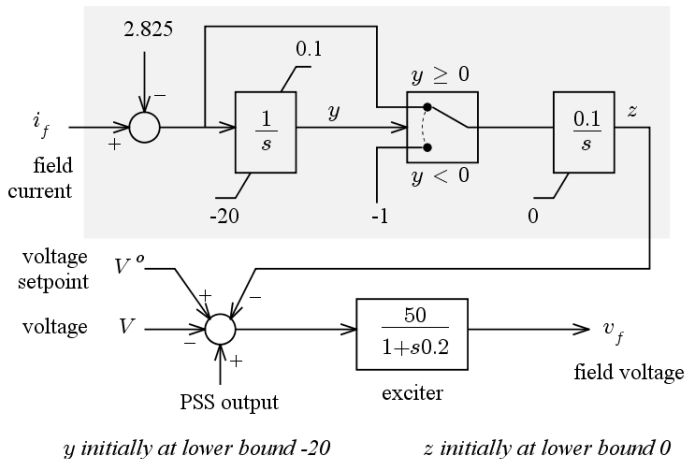 2.825
0.1
y ≥ 0
i_f
+
−
1/s
y
0.1/s
z
field current
y < 0
-20
-1
0
voltage setpoint
V°
+
−
voltage
V
−
+
50/1+s0.2
v_f
PSS output
exciter
field voltage
y initially at lower bound -20
z initially at lower bound 0